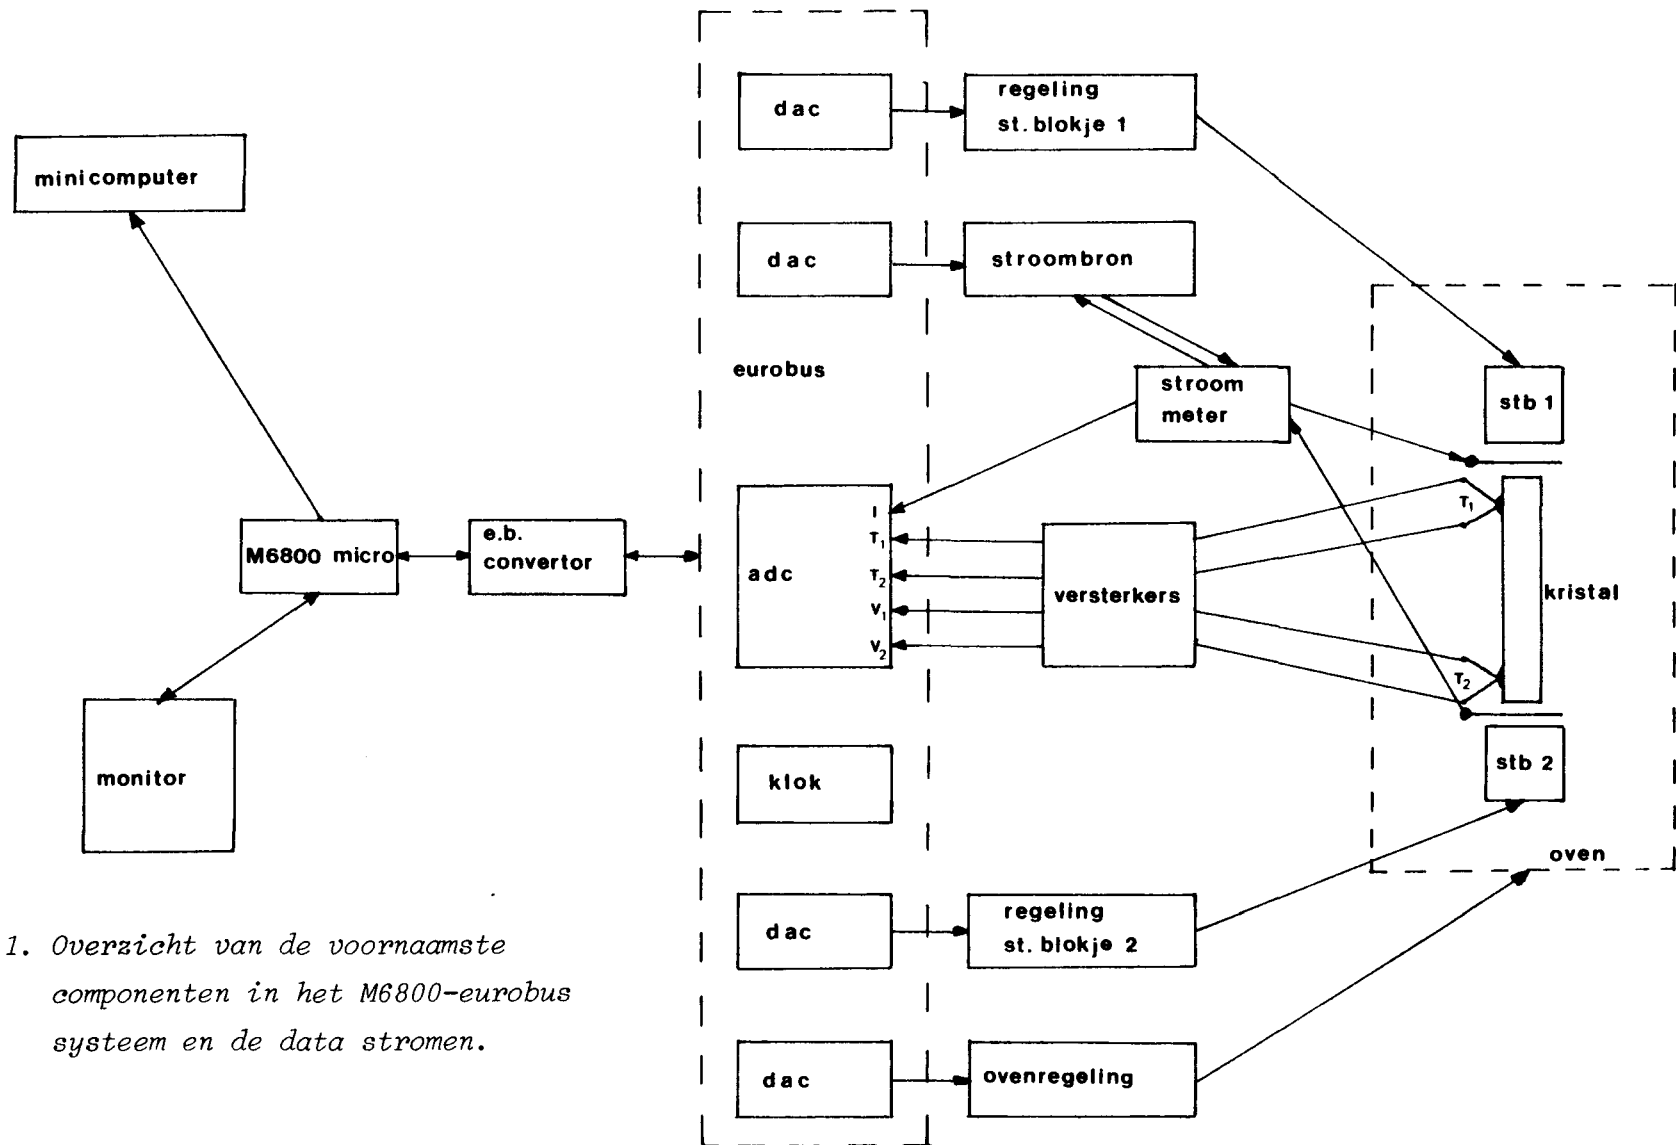 dac
regeling
st. blokje 1
minicomputer
dac
stroombron
eurobus
stroom
meter
stb 1
M6800 micro
e.b.
convertor
adc
I
T₁
T₂
V₁
V₂
versterkers
T₁
T₂
kristal
monitor
klok
stb 2
oven
dac
regeling
st. blokje 2
dac
ovenregeling
1. Overzicht van de voornaamste
componenten in het M6800-eurobus
systeem en de data stromen.